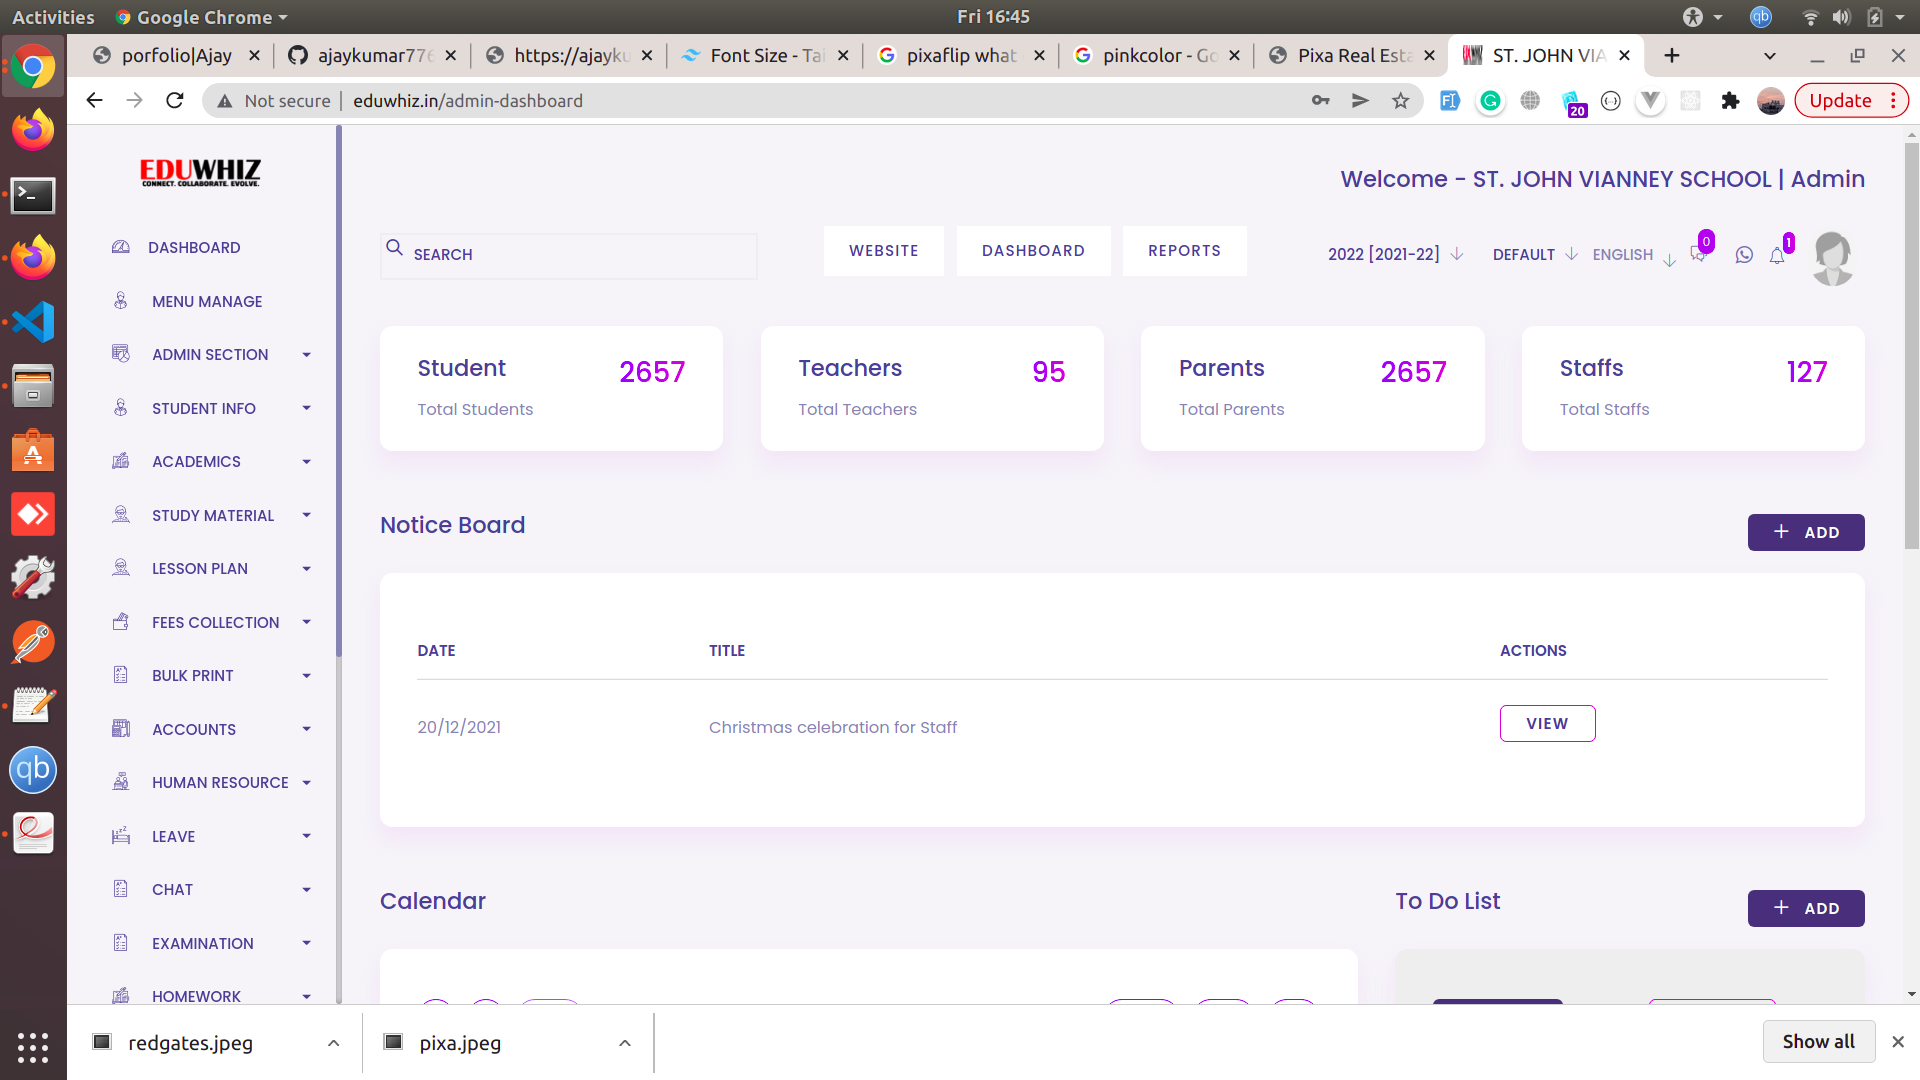 Activities
Google Chrome
Fri 16:45
qb
porfolio|Ajay
ajaykumar776
https://ajayku
Font Size - Tai
pixaflip what
pinkcolor - Go
Pixa Real Esta
ST. JOHN VIA
Not secure
eduwhiz.in/admin-dashboard
20
Update
EDUWHIZ
CONNECT. COLLABORATE. EVOLVE.
Welcome - ST. JOHN VIANNEY SCHOOL | Admin
SEARCH
WEBSITE
DASHBOARD
REPORTS
2022 [2021-22]
DEFAULT
ENGLISH
0
1
DASHBOARD
MENU MANAGE
ADMIN SECTION
STUDENT INFO
ACADEMICS
STUDY MATERIAL
LESSON PLAN
FEES COLLECTION
BULK PRINT
ACCOUNTS
HUMAN RESOURCE
LEAVE
CHAT
EXAMINATION
HOMEWORK
Student
2657
Total Students
Teachers
95
Total Teachers
Parents
2657
Total Parents
Staffs
127
Total Staffs
Notice Board
ADD
DATE
TITLE
ACTIONS
20/12/2021
Christmas celebration for Staff
VIEW
Calendar
To Do List
ADD
qb
redgates.jpeg
pixa.jpeg
Show all